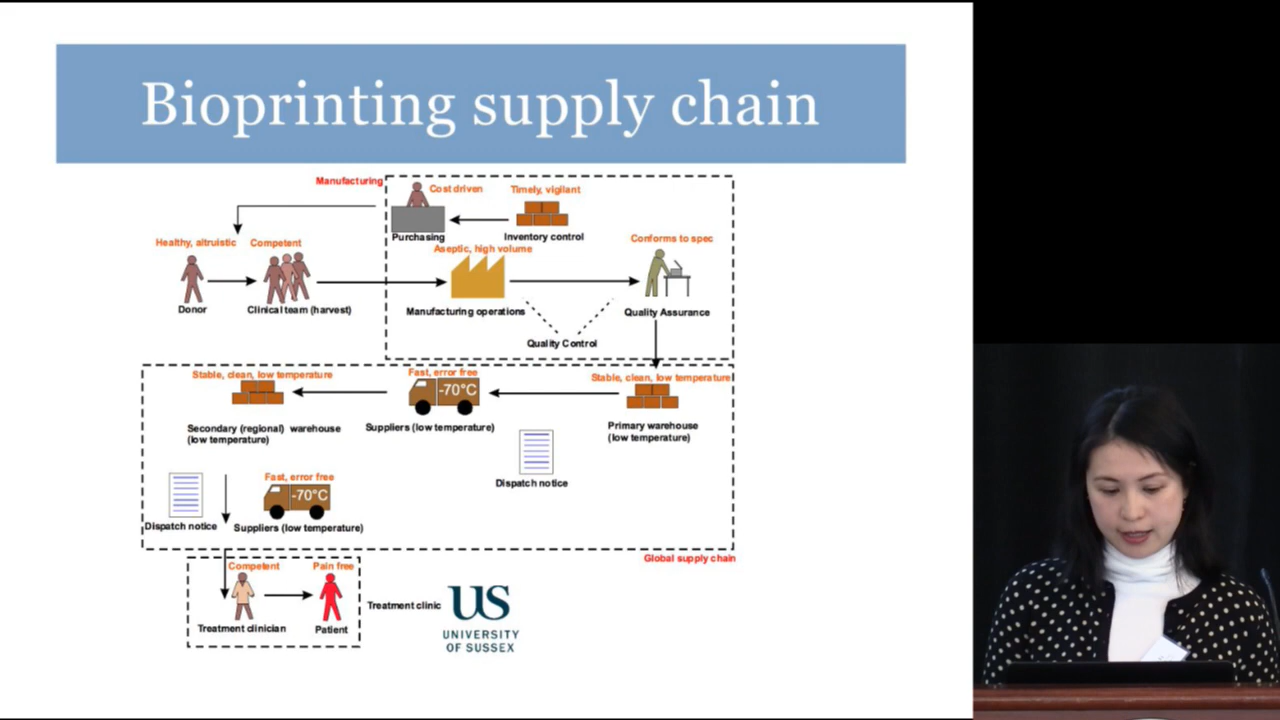 Bioprinting supply chain
Manufacturing
Cost driven
Timely, vigilant
Purchasing
Inventory control
Healthy, altruistic
Competent
Aseptic, high volume
Conforms to spec
Donor
Clinical team (harvest)
Manufacturing operations
Quality Assurance
Quality Control
Stable, clean, low temperature
Fast, error free
Stable, clean, low temperature
-70°C
Secondary (regional) warehouse
(low temperature)
Suppliers (low temperature)
Primary warehouse
(low temperature)
Dispatch notice
Fast, error free
-70°C
Dispatch notice
Suppliers (low temperature)
Global supply chain
Competent
Pain free
Treatment clinic
Treatment clinician
Patient
US
UNIVERSITY
OF SUSSEX